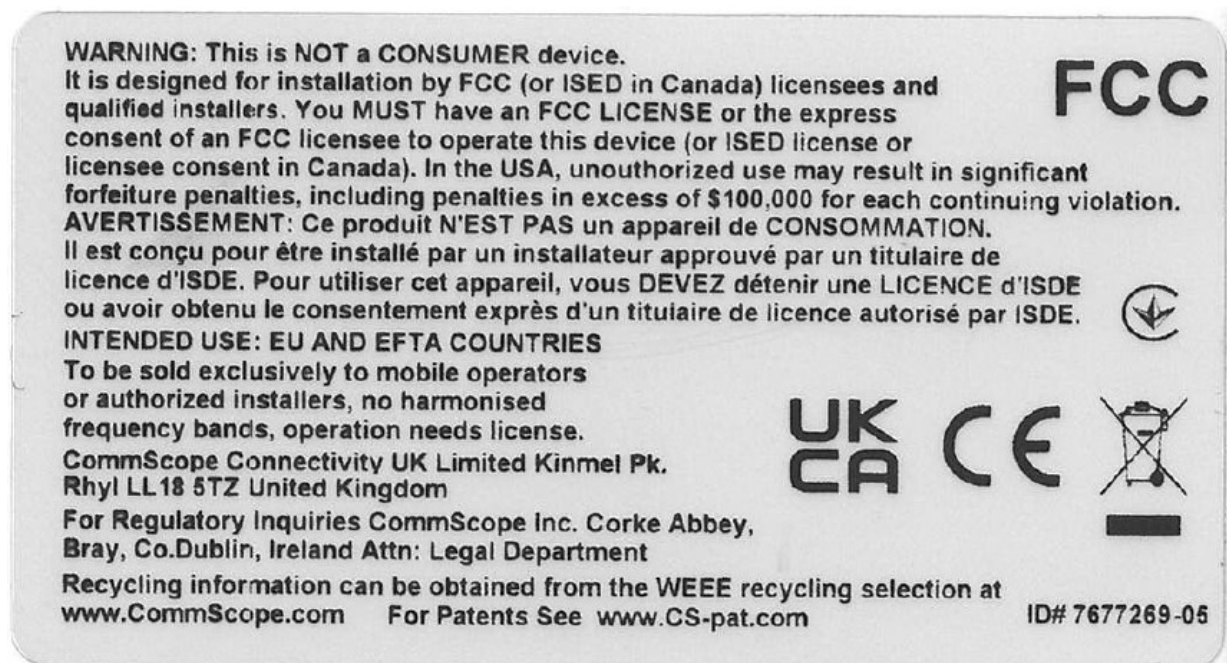 WARNING: This is NOT a CONSUMER device.
It is designed for installation by FCC (or ISED in Canada) licensees and
qualified installers. You MUST have an FCC LICENSE or the express
consent of an FCC licensee to operate this device (or ISED license or
licensee consent in Canada). In the USA, unouthorized use may result in significant
forfeiture penalties, including penalties in excess of $100,000 for each continuing violation.
AVERTISSEMENT: Ce produit N'EST PAS un appareil de CONSOMMATION.
Il est conçu pour être installé par un installateur approuvé par un titulaire de
licence d'ISDE. Pour utiliser cet appareil, vous DEVEZ détenir une LICENCE d'ISDE
ou avoir obtenu le consentement exprès d'un titulaire de licence autorisé par ISDE.
INTENDED USE: EU AND EFTA COUNTRIES
To be sold exclusively to mobile operators
or authorized installers, no harmonised
frequency bands, operation needs license.
CommScope Connectivity UK Limited Kinmel Pk.
Rhyl LL18 5TZ United Kingdom
For Regulatory Inquiries CommScope Inc. Corke Abbey,
Bray, Co.Dublin, Ireland Attn: Legal Department
Recycling information can be obtained from the WEEE recycling selection at
www.CommScope.com For Patents See www.CS-pat.com
FCC
UK
CA
CE
ID# 7677269-05